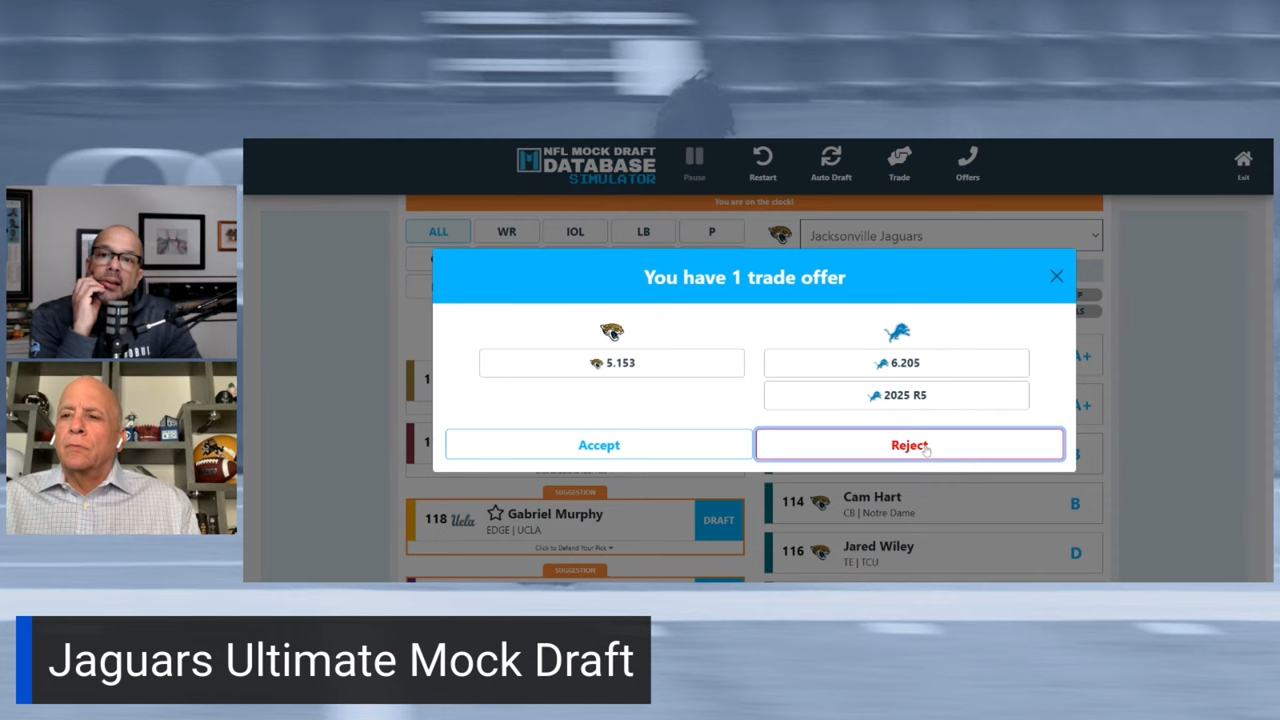 NFL MOCK DRAFT
DATABASE
SIMULATOR
Pause
Restart
Auto Draft
Trade
Offers
Exit
You are on the clock!
ALL
WR
IOL
LB
P
Jacksonville Jaguars
You have 1 trade offer
5.153
6.205
2025 R5
Accept
Reject
A+
A+
SUGGESTION
118 Ucla Gabriel Murphy
EDGE | UCLA
DRAFT
Click to Defend Your Pick
SUGGESTION
114 Cam Hart
CB | Notre Dame
B
116 Jared Wiley
TE | TCU
D
Jaguars Ultimate Mock Draft